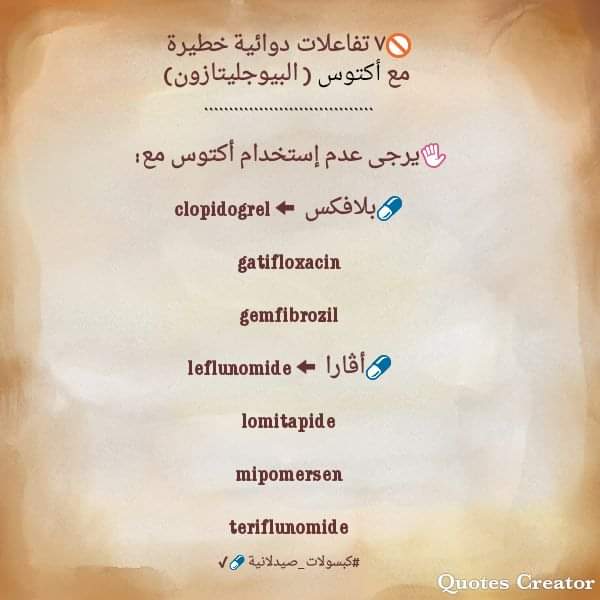 🚫٧ تفاعلات دوائية خطيرة
مع أكتوس ( البيوجليتازون)
..................................
✋يرجى عدم إستخدام أكتوس مع:
💊بلافكس ⬅ clopidogrel
gatifloxacin
gemfibrozil
💊أڤارا ⬅ leflunomide
lomitapide
mipomersen
teriflunomide
#كبسولات_صيدلانية 💊✔
Quotes Creator